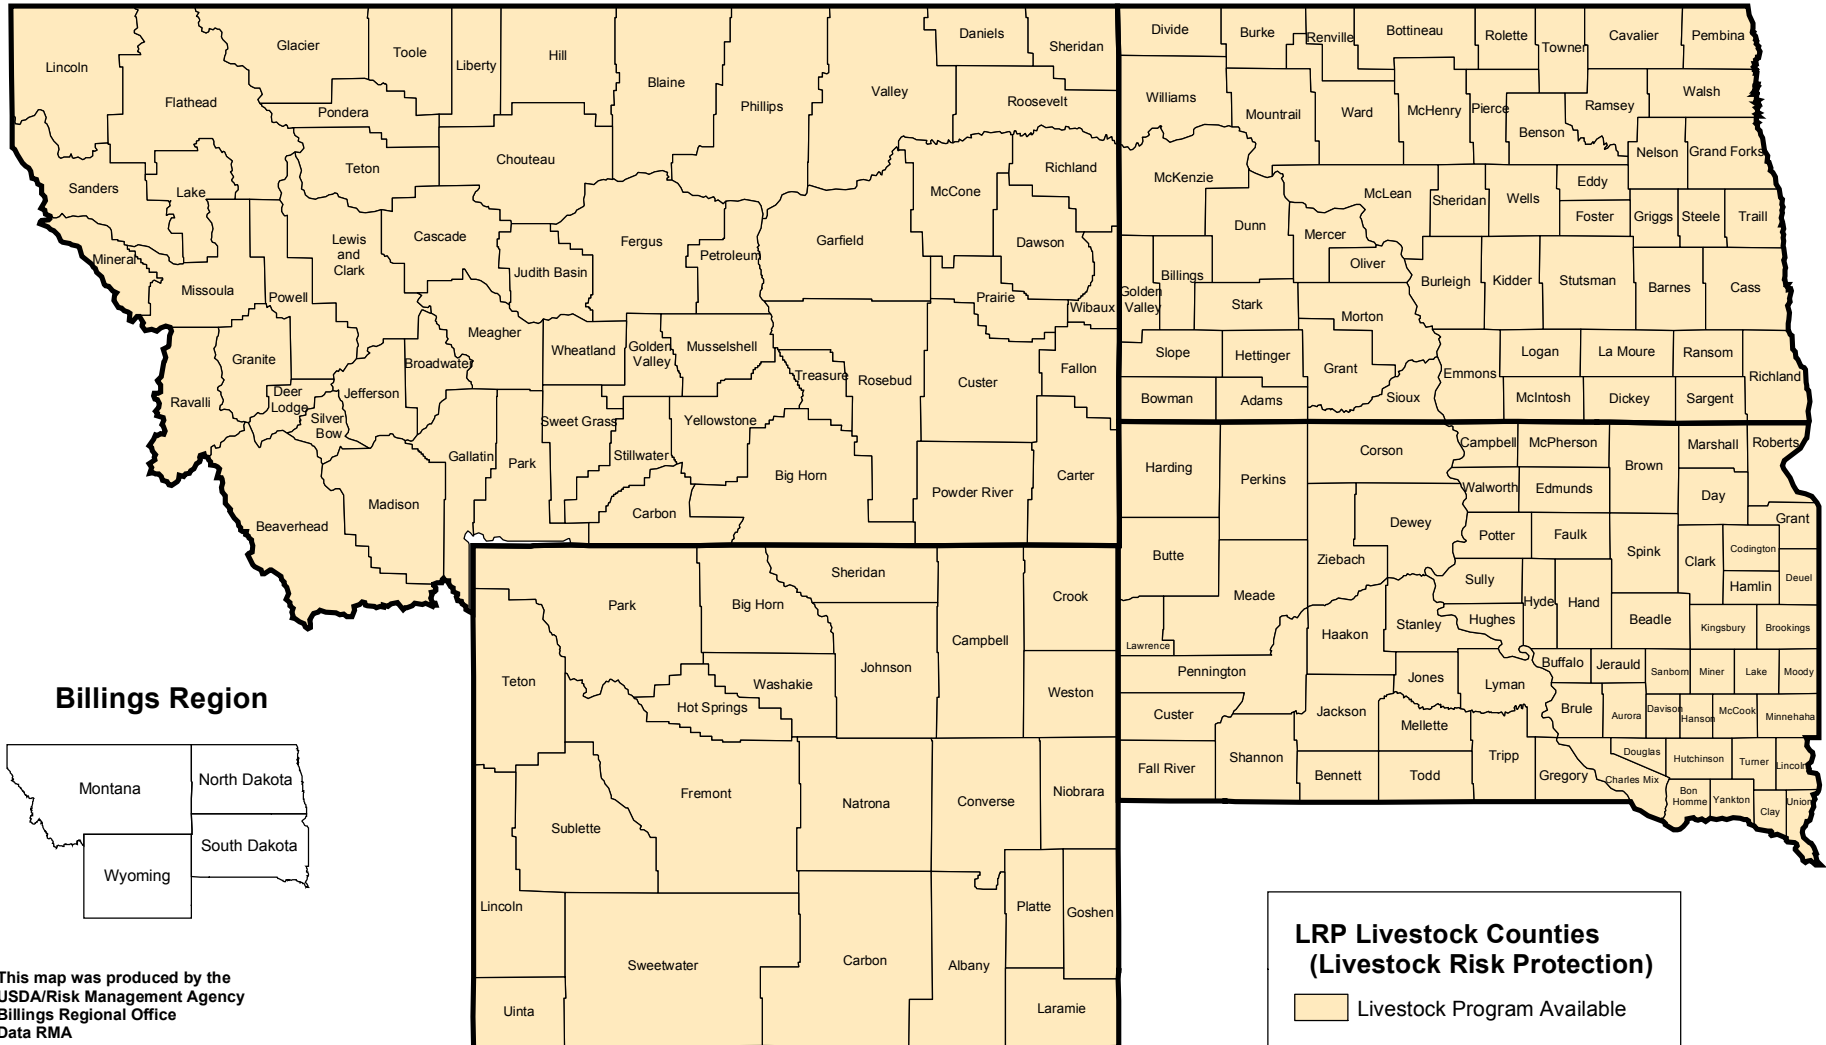 Lincoln
Flathead
Glacier
Toole
Liberty
Hill
Blaine
Phillips
Valley
Daniels
Sheridan
Roosevelt
Pondera
Teton
Chouteau
Sanders
Lake
McCone
Richland
Mineral
Missoula
Powell
Lewis
and
Clark
Cascade
Judith Basin
Fergus
Petroleum
Garfield
Dawson
Prairie
Wibaux
Granite
Deer
Lodge
Silver
Bow
Jefferson
Broadwater
Meagher
Wheatland
Golden
Valley
Musselshell
Treasure
Rosebud
Custer
Fallon
Ravalli
Beaverhead
Madison
Gallatin
Park
Sweet Grass
Stillwater
Yellowstone
Carbon
Big Horn
Powder River
Carter
Divide
Burke
Renville
Bottineau
Rolette
Towner
Cavalier
Pembina
Williams
Mountrail
Ward
McHenry
Pierce
Benson
Ramsey
Walsh
Nelson
Grand Forks
McKenzie
Dunn
McLean
Mercer
Oliver
Sheridan
Wells
Eddy
Foster
Griggs
Steele
Traill
Golden
Valley
Billings
Stark
Morton
Burleigh
Kidder
Stutsman
Barnes
Cass
Slope
Hettinger
Grant
Bowman
Adams
Sioux
Emmons
Logan
La Moure
Ransom
McIntosh
Dickey
Sargent
Richland
Harding
Perkins
Corson
Campbell
McPherson
Brown
Marshall
Roberts
Walworth
Edmunds
Day
Butte
Meade
Ziebach
Dewey
Potter
Faulk
Spink
Clark
Codington
Grant
Hamlin
Deuel
Lawrence
Haakon
Stanley
Sully
Hughes
Hyde
Hand
Beadle
Kingsbury
Brookings
Pennington
Jones
Lyman
Buffalo
Jerauld
Sanborn
Miner
Lake
Moody
Custer
Jackson
Mellette
Brule
Aurora
Davison
Hanson
McCook
Minnehaha
Fall River
Shannon
Bennett
Todd
Tripp
Gregory
Charles Mix
Douglas
Hutchinson
Turner
Lincoln
Bon
Homme
Yankton
Clay
Union
Park
Big Horn
Sheridan
Crook
Campbell
Johnson
Teton
Washakie
Hot Springs
Weston
Fremont
Sublette
Natrona
Converse
Niobrara
Lincoln
Platte
Goshen
Sweetwater
Carbon
Albany
Uinta
Laramie
Billings Region
Montana
North Dakota
South Dakota
Wyoming
This map was produced by the
USDA/Risk Management Agency
Billings Regional Office
Data RMA
LRP Livestock Counties
(Livestock Risk Protection)
Livestock Program Available